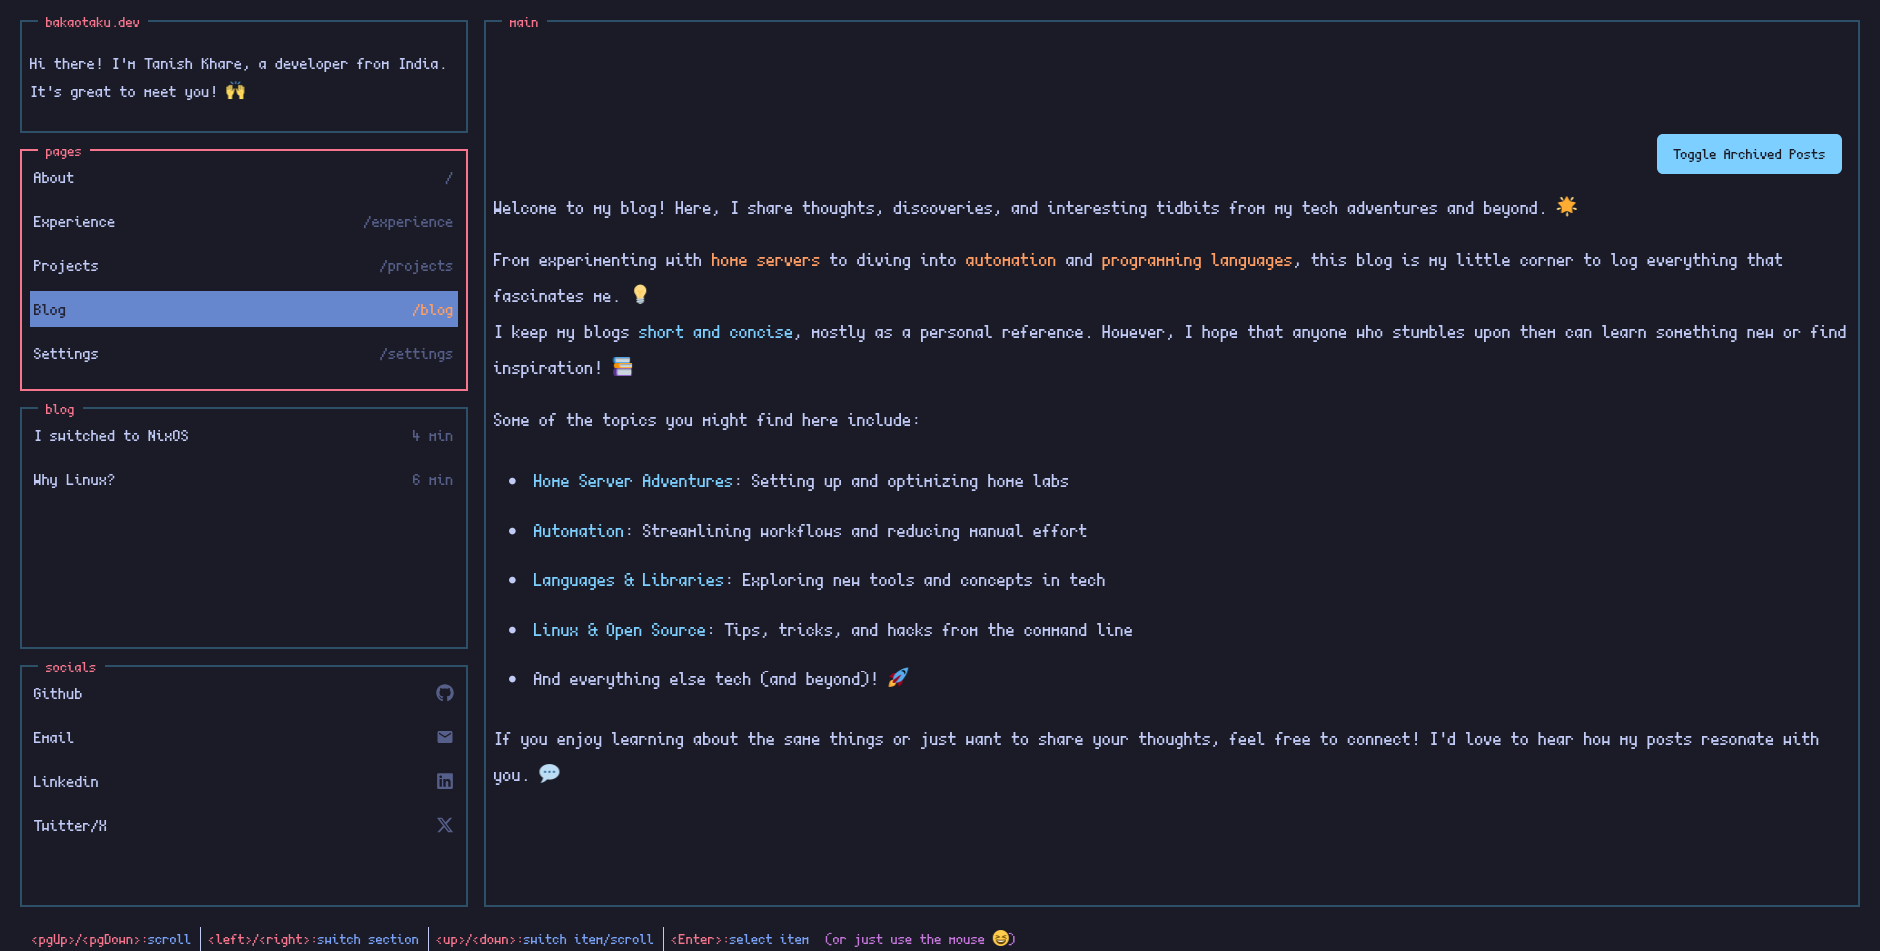 bakaotaku.dev
Hi there! I'm Tanish Khare, a developer from India.
It's great to meet you! 🙌
pages
About /
Experience /experience
Projects /projects
Blog /blog
Settings /settings
blog
I switched to NixOS 4 min
Why Linux? 6 min
socials
Github
Email
Linkedin
Twitter/X
main
Toggle Archived Posts
Welcome to my blog! Here, I share thoughts, discoveries, and interesting tidbits from my tech adventures and beyond. ☀️
From experimenting with home servers to diving into automation and programming languages, this blog is my little corner to log everything that
fascinates me. 💡
I keep my blogs short and concise, mostly as a personal reference. However, I hope that anyone who stumbles upon them can learn something new or find
inspiration! 📚
Some of the topics you might find here include:
• Home Server Adventures: Setting up and optimizing home labs
• Automation: Streamlining workflows and reducing manual effort
• Languages & Libraries: Exploring new tools and concepts in tech
• Linux & Open Source: Tips, tricks, and hacks from the command line
• And everything else tech (and beyond)! 🚀
If you enjoy learning about the same things or just want to share your thoughts, feel free to connect! I'd love to hear how my posts resonate with
you. 💬
<pgUp>/<pgDown>:scroll | <left>/<right>:switch section | <up>/<down>:switch item/scroll | <Enter>:select item (or just use the mouse 😄)